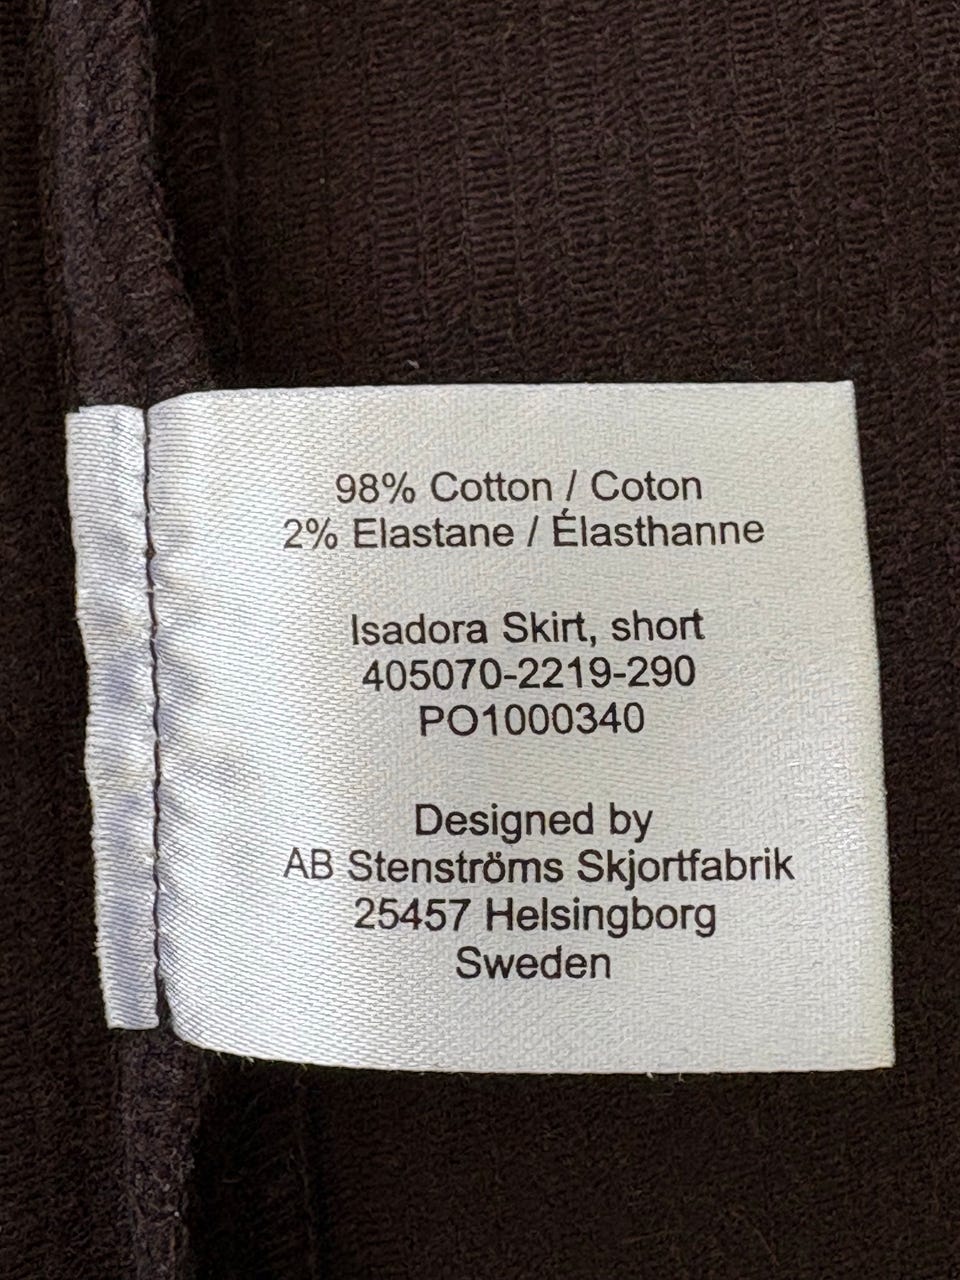 98% Cotton / Coton
2% Elastane / Élasthanne
Isadora Skirt, short
405070-2219-290
PO1000340
Designed by
AB Stenströms Skjortfabrik
25457 Helsingborg
Sweden